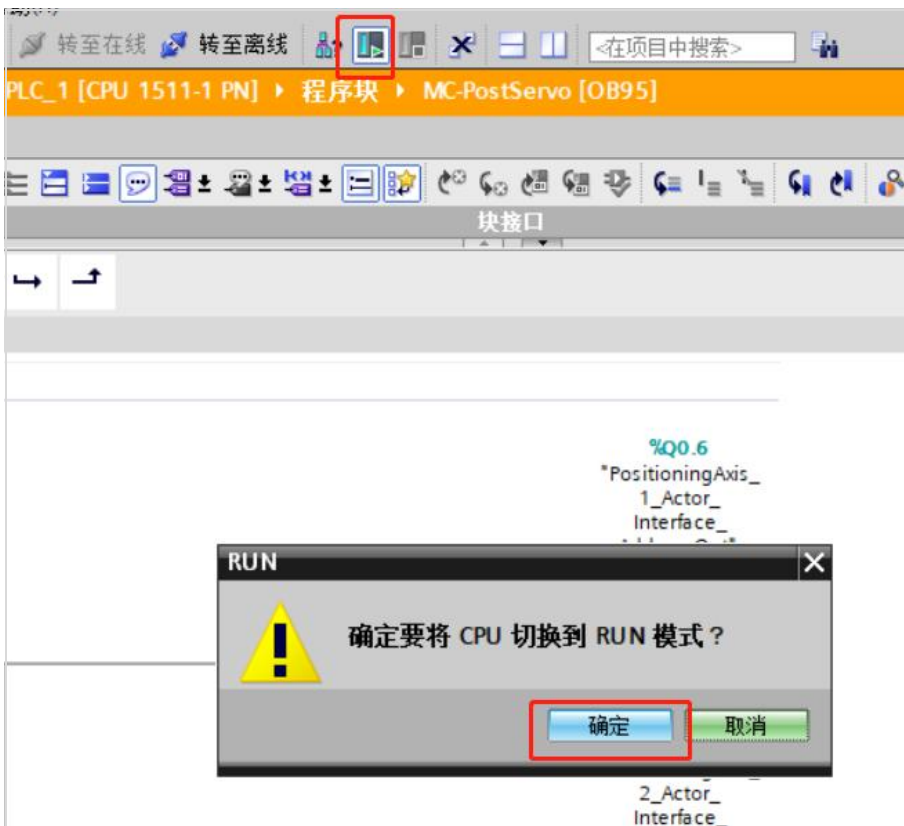 转至在线 转至离线 <在项目中搜索>
PLC_1 [CPU 1511-1 PN] ▸ 程序块 ▸ MC-PostServo [OB95]
块接口
%Q0.6
"PositioningAxis_
1_Actor_
Interface_
RUN
确定要将 CPU 切换到 RUN 模式？
确定 取消
2_Actor_
Interface_